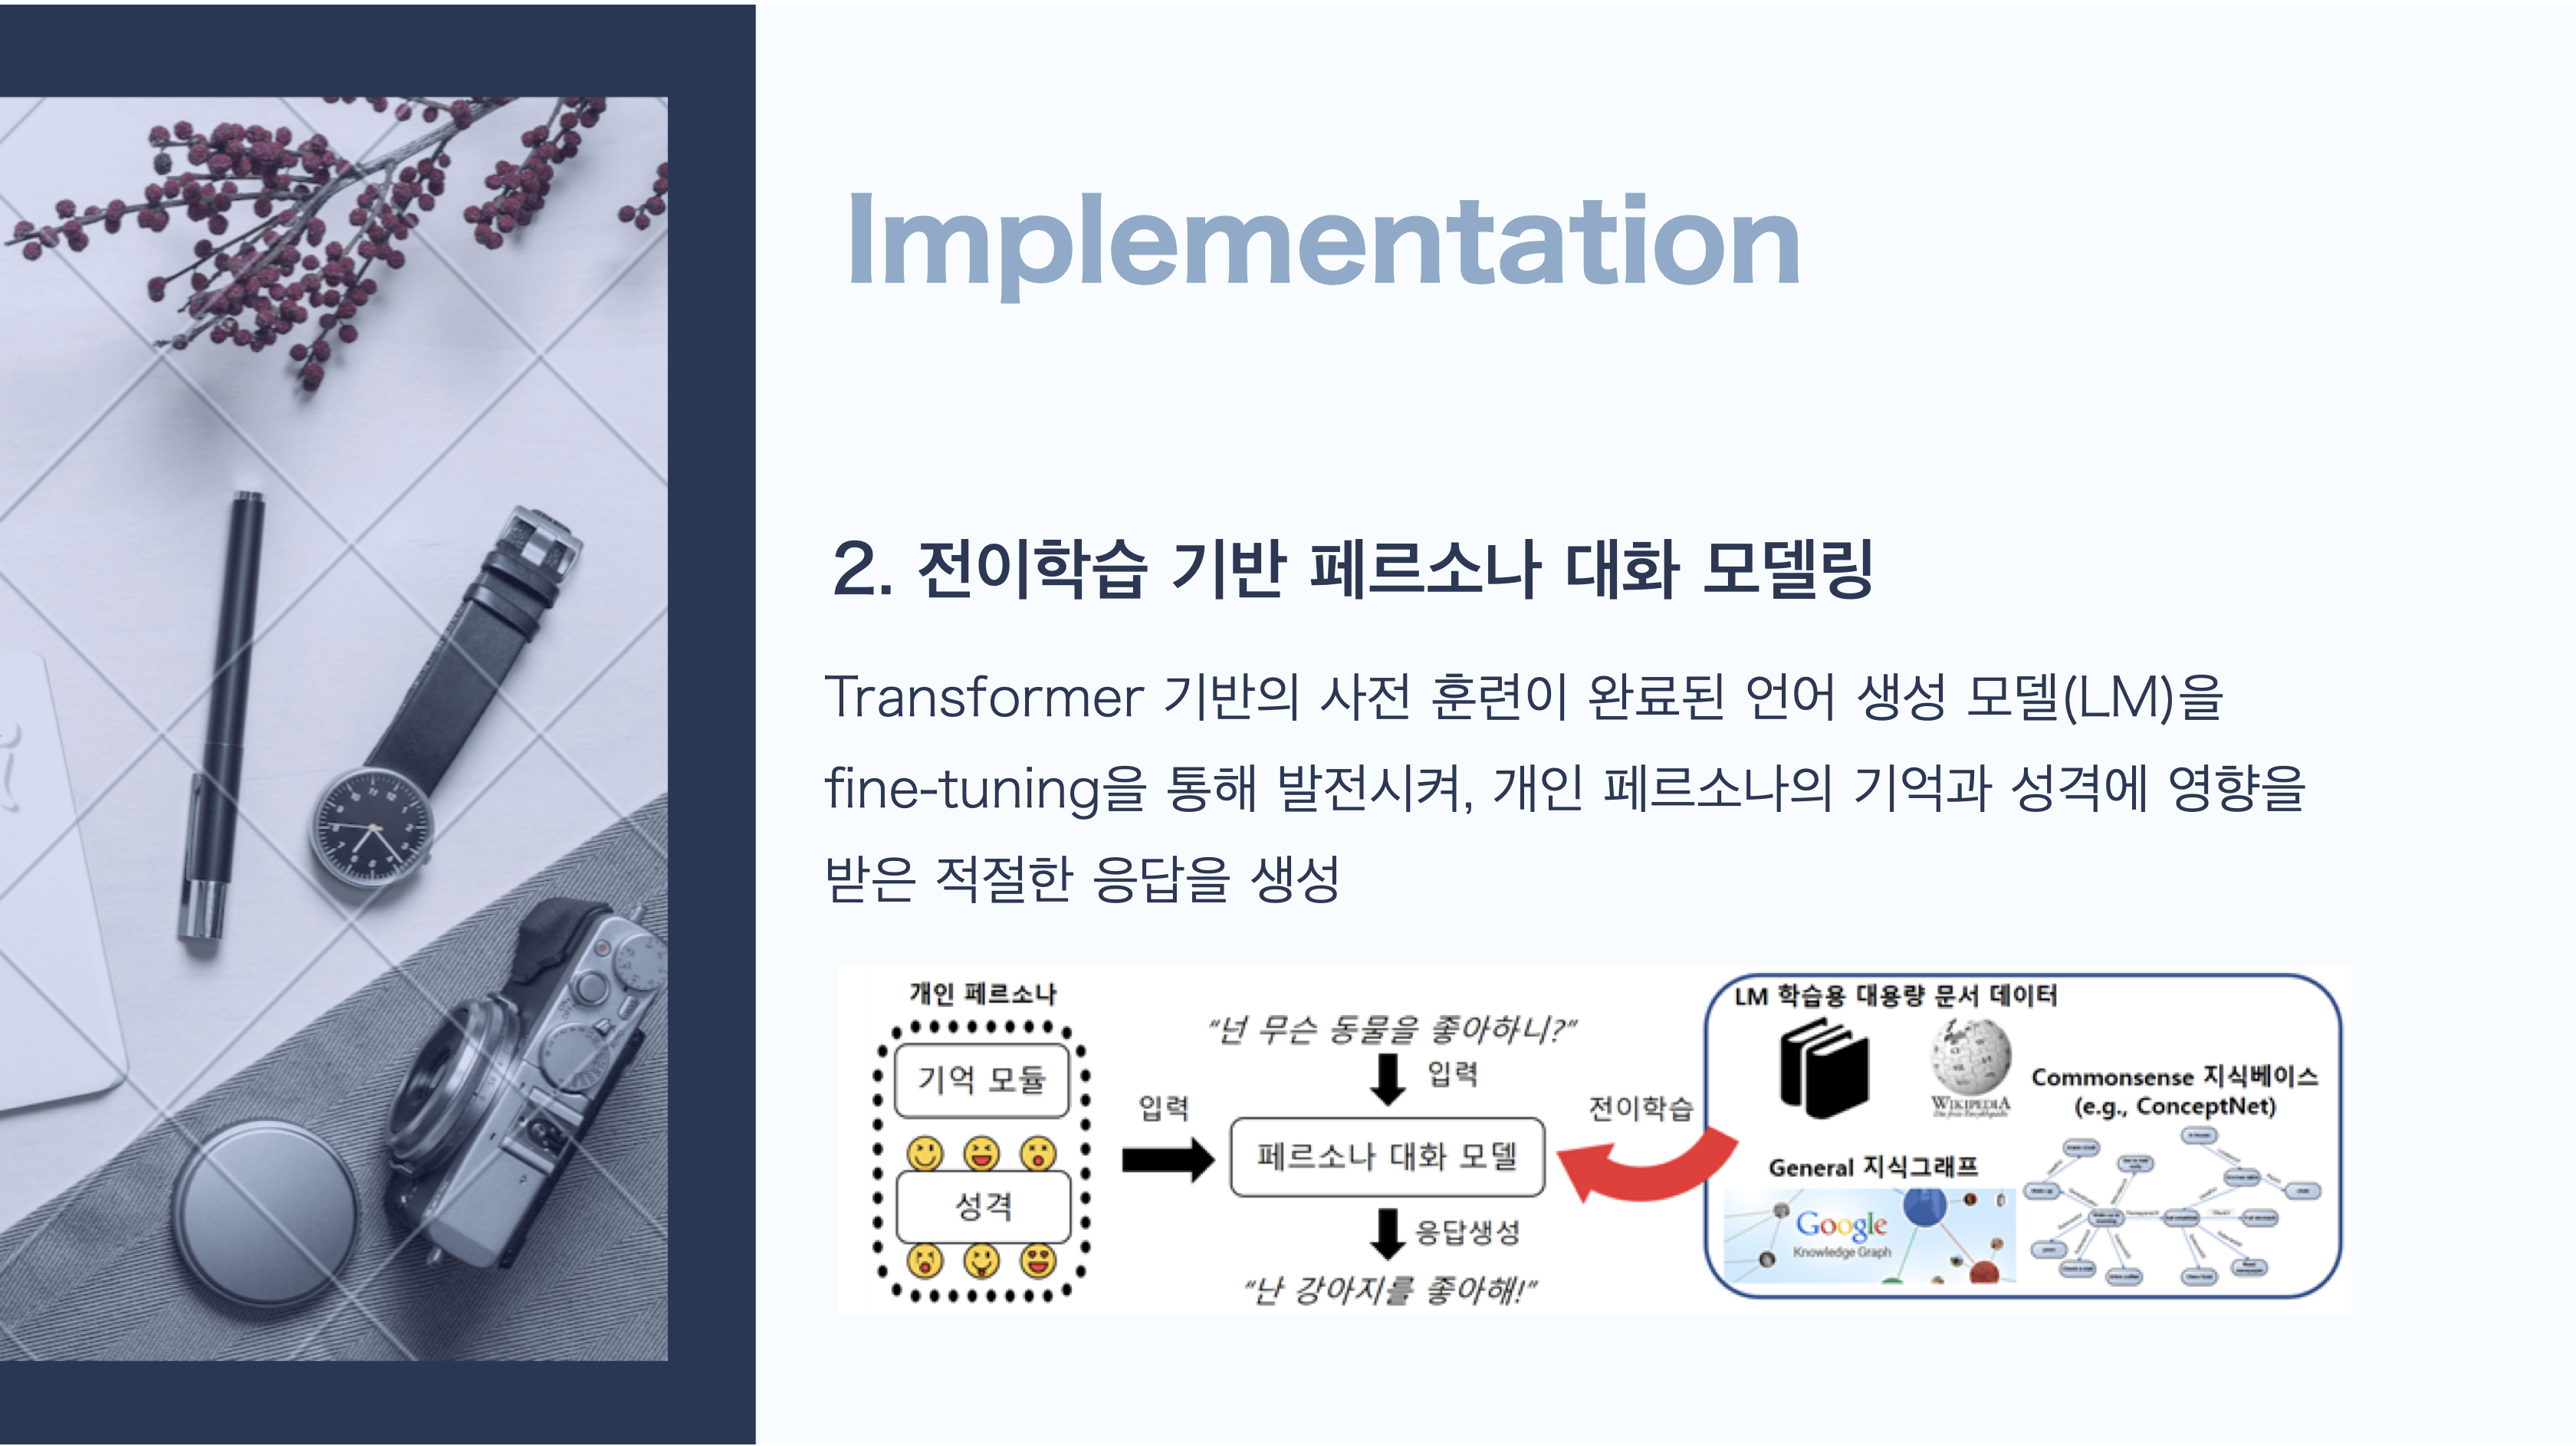 Implementation
2. 전이학습 기반 페르소나 대화 모델링
Transformer 기반의 사전 훈련이 완료된 언어 생성 모델(LM)을
fine-tuning을 통해 발전시켜, 개인 페르소나의 기억과 성격에 영향을
받은 적절한 응답을 생성
개인 페르소나
기억 모듈
성격
입력
“넌 무슨 동물을 좋아하니?”
입력
페르소나 대화 모델
응답생성
“난 강아지를 좋아해!”
전이학습
LM 학습용 대용량 문서 데이터
WIKIPEDIA
Commonsense 지식베이스
(e.g., ConceptNet)
General 지식그래프
Google
Knowledge Graph